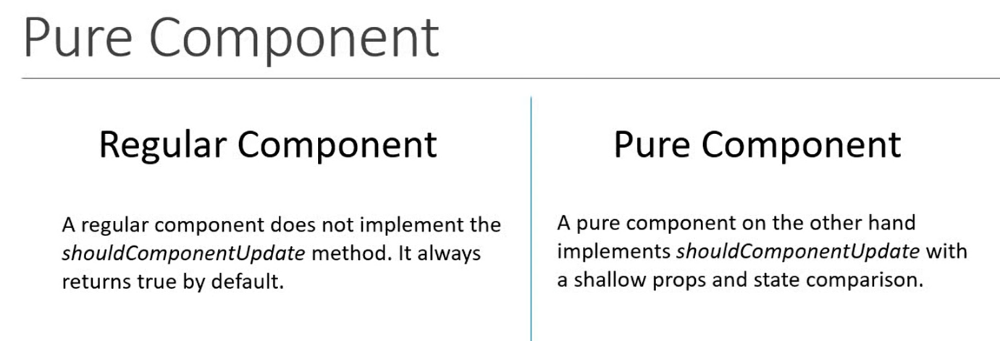 Pure Component
Regular Component
A regular component does not implement the
shouldComponentUpdate method. It always
returns true by default.
Pure Component
A pure component on the other hand
implements shouldComponentUpdate with
a shallow props and state comparison.